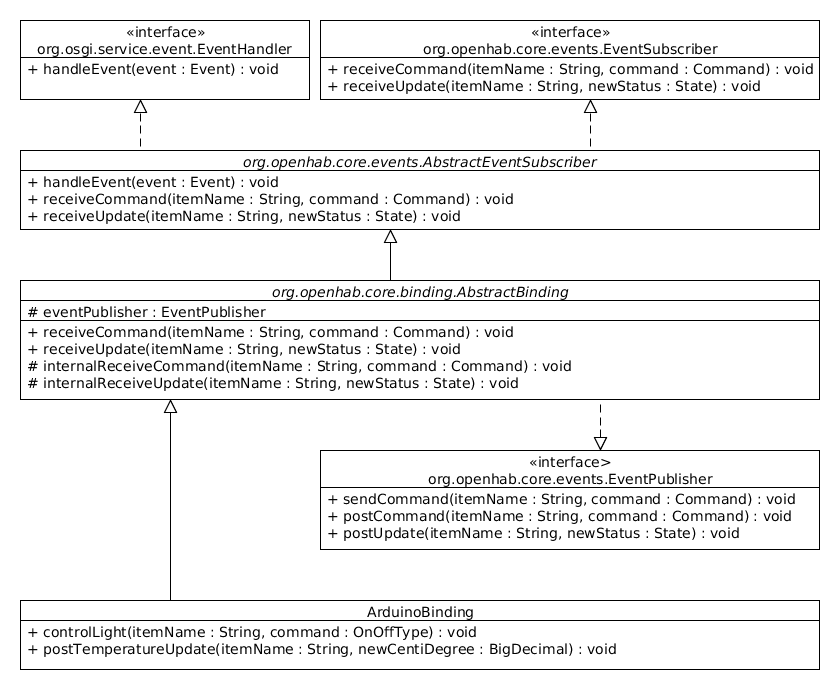 «interface»
org.osgi.service.event.EventHandler
+ handleEvent(event : Event) : void
«interface»
org.openhab.core.events.EventSubscriber
+ receiveCommand(itemName : String, command : Command) : void
+ receiveUpdate(itemName : String, newStatus : State) : void
org.openhab.core.events.AbstractEventSubscriber
+ handleEvent(event : Event) : void
+ receiveCommand(itemName : String, command : Command) : void
+ receiveUpdate(itemName : String, newStatus : State) : void
org.openhab.core.binding.AbstractBinding
# eventPublisher : EventPublisher
+ receiveCommand(itemName : String, command : Command) : void
+ receiveUpdate(itemName : String, newStatus : State) : void
# internalReceiveCommand(itemName : String, command : Command) : void
# internalReceiveUpdate(itemName : String, newStatus : State) : void
«interface>
org.openhab.core.events.EventPublisher
+ sendCommand(itemName : String, command : Command) : void
+ postCommand(itemName : String, command : Command) : void
+ postUpdate(itemName : String, newStatus : State) : void
ArduinoBinding
+ controlLight(itemName : String, command : OnOffType) : void
+ postTemperatureUpdate(itemName : String, newCentiDegree : BigDecimal) : void